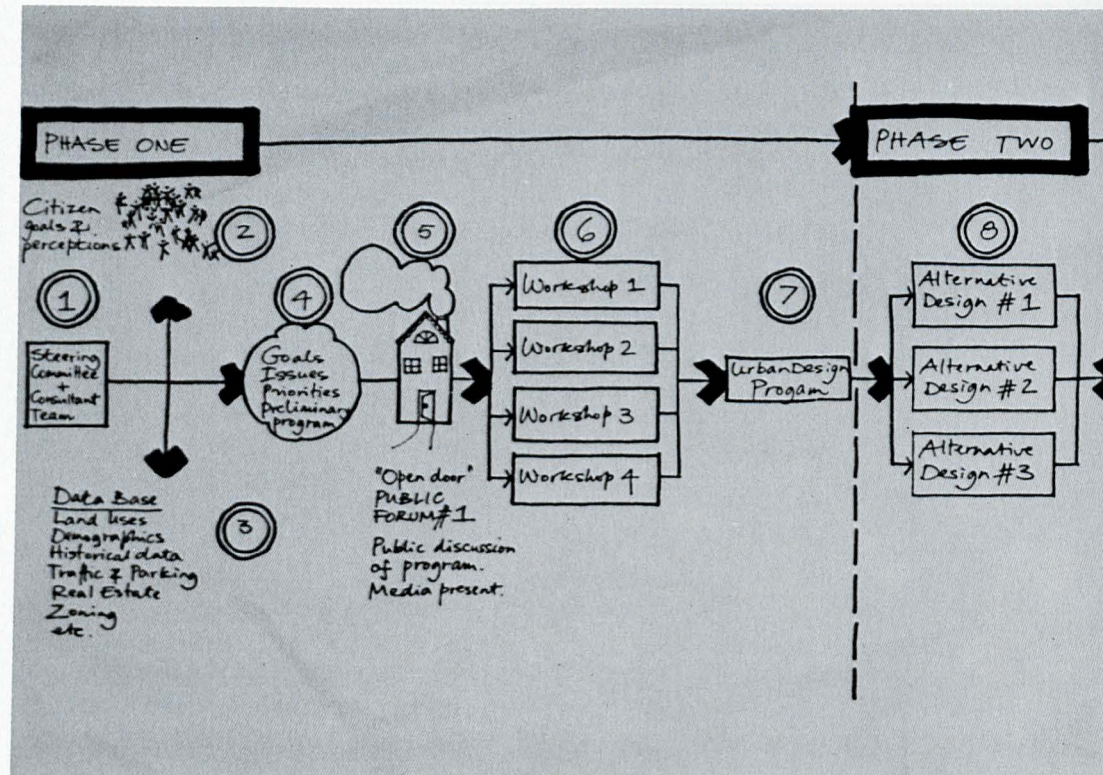 PHASE ONE
PHASE TWO
Citizen
goals &
perceptions
2
1
Steering
Committee
+
Consultant
Team
3
Data Base
Land Uses
Demographics
Historical data
Traffic & Parking
Real Estate
Zoning
etc.
4
Goals
Issues
Priorities
Preliminary
program
5
"Open door"
PUBLIC
FORUM #1
Public discussion
of program.
Media present.
6
Workshop 1
Workshop 2
Workshop 3
Workshop 4
7
Urban Design
Progam
8
Alternative
Design # 1
Alternative
Design #2
Alternative
Design #3